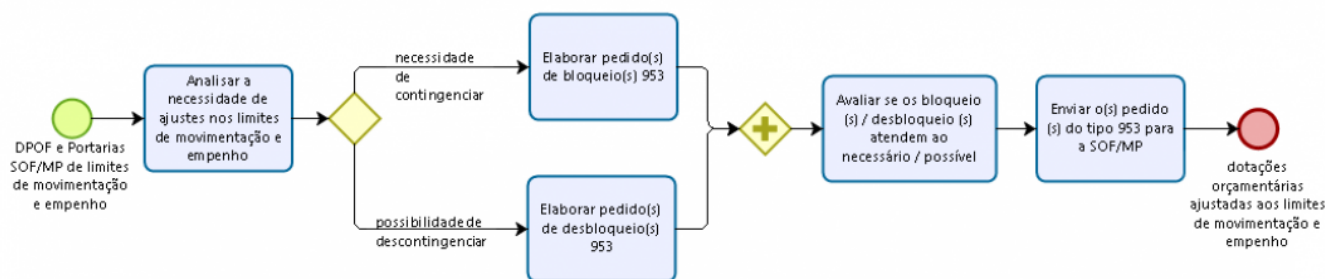 DPOF e Portarias
SOF/MP de limites
de movimentação
e empenho
Analisar a
necessidade de
ajustes nos limites
de movimentação e
empenho
necessidade
de
contingenciar
possibilidade de
descontingenciar
Elaborar pedido(s)
de bloqueio(s) 953
Elaborar pedido(s)
de desbloqueio(s)
953
Avaliar se os bloqueio
(s) / desbloqueio (s)
atendem ao
necessário / possível
Enviar o(s) pedido
(s) do tipo 953 para
a SOF/MP
dotações
orçamentárias
ajustadas aos limites
de movimentação e
empenho